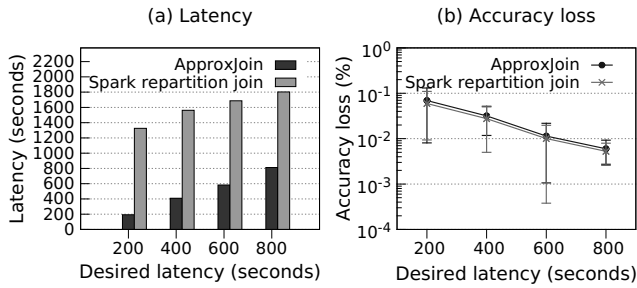 (a) Latency
Latency (seconds)
2200
2000
1800
1600
1400
1200
1000
800
600
400
200
0
ApproxJoin
Spark repartition join
200 400 600 800
Desired latency (seconds)
(b) Accuracy loss
Accuracy loss (%)
10^0
10^-1
10^-2
10^-3
10^-4
ApproxJoin
Spark repartition join
200 400 600 800
Desired latency (seconds)